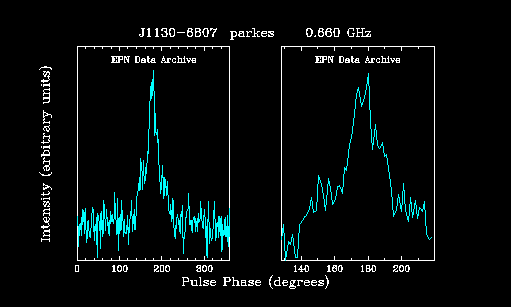 J1130-6807 parkes 0.660 GHz
EPN Data Archive EPN Data Archive
Intensity (arbitrary units)
0 100 200 300 140 160 180 200
Pulse Phase (degrees)